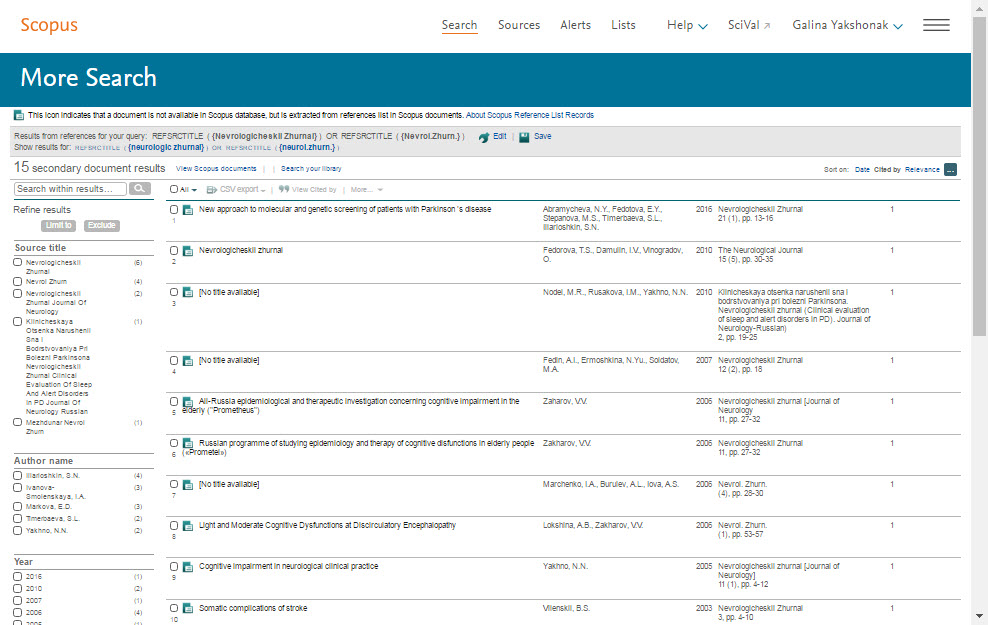 Scopus
Search Sources Alerts Lists Help SciVal Galina Yakshonak
More Search
This icon indicates that a document is not available in Scopus database, but is extracted from references list in Scopus documents. About Scopus Reference List Records
Results from references for your query: REFSRCTITLE ( {Nevrologicheskii Zhurnal} ) OR REFSRCTITLE ( {Nevrol.Zhurn.} ) Edit | Save
Show results for: REFSRCTITLE ( {neurologic zhurnal} ) OR REFSRCTITLE ( {neurol.zhurn.} )
15 secondary document results View Scopus documents | | Search your library Sort on: Date Cited by Relevance ...
Search within results... All CSV export | View Cited by | More...
Refine results
Limit to Exclude
Source title
Nevrologicheskii (6)
Zhurnal
Nevrol Zhurn (4)
Nevrologicheskii (2)
Zhurnal Journal Of
Neurology
Klinicheskaya (1)
Otsenka Narushenii
Sna I
Bodrstvovaniya Pri
Bolezni Parkinsona
Nevrologicheskii
Zhurnal Clinical
Evaluation Of Sleep
And Alert Disorders
In PD Journal Of
Neurology Russian
Mezhdunar Nevrol (1)
Zhurn
Author name
Illarioshkin, S.N. (4)
Ivanova- (3)
Smolenskaya, I.A.
Markova, E.D. (3)
Timerbaeva, S.L. (2)
Yakhno, N.N. (2)
Year
2016 (1)
2010 (2)
2007 (1)
2006 (4)
2005 (1)
New approach to molecular and genetic screening of patients with Parkinson 's disease Abramycheva, N.Y., Fedotova, E.Y., 2016 Nevrologicheskii Zhurnal 1
1 Stepanova, M.S., Timerbaeva, S.L., 21 (1), pp. 13-16
Illarioshkin, S.N.
Nevrologicheskii zhurnal Fedorova, T.S., Damulin, I.V., Vinogradov, 2010 The Neurological Journal 1
2 O. 15 (5), pp. 30-35
[No title available] Nodel, M.R., Rusakova, I.M., Yakhno, N.N. 2010 Klinicheskaya otsenka narushenii sna i 1
3 bodrstvovaniya pri bolezni Parkinsona.
Nevrologicheskii zhurnal (Clinical evaluation
of sleep and alert disorders in PD). Journal of
Neurology-Russian)
2, pp. 19-25
[No title available] Fedin, A.I., Ermoshkina, N.Yu., Soldatov, 2007 Nevrologicheskii Zhurnal 1
4 M.A. 12 (2), pp. 18
All-Russia epidemiological and therapeutic investigation concerning cognitive impairment in the Zaharov, V.V. 2006 Nevrologicheskii zhurnal [Journal of 1
5 elderly ("Prometheus") Neurology
11, pp. 27-32
Russian programme of studying epidemiology and therapy of cognitive disfunctions in elderly people Zakharov, V.V. 2006 Nevrologicheskii Zhurnal 1
6 («Prometei») 11, pp. 27-32
[No title available] Marchenko, I.A., Burulev, A.L., Iova, A.S. 2006 Nevrol. Zhurn. 1
7 (4), pp. 28-30
Light and Moderate Cognitive Dysfunctions at Discirculatory Encephalopathy Lokshina, A.B., Zakharov, V.V. 2006 Nevrol. Zhurn. 1
8 (1), pp. 53-57
Cognitive impairment in neurological clinical practice Yakhno, N.N. 2005 Nevrologicheskii zhurnal [Journal of 1
9 Neurology]
11 (1), pp. 4-12
Somatic complications of stroke Vilenskii, B.S. 2003 Nevrologicheskii Zhurnal 1
10 3, pp. 4-10